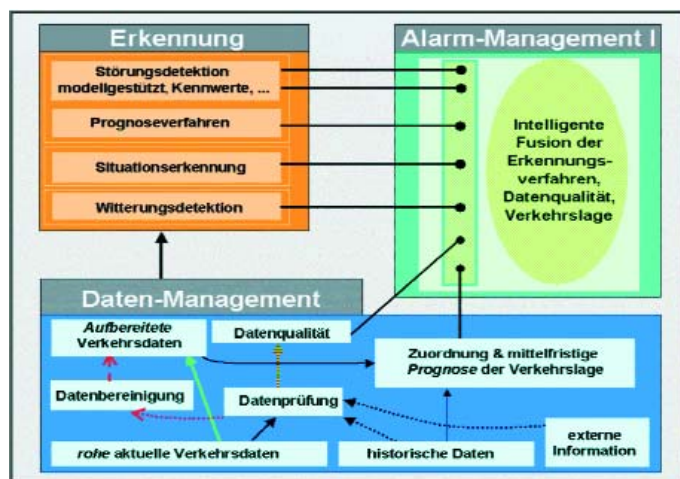 Erkennung
Störungsdetektion
modellgestützt, Kennwerte, ...
Prognoseverfahren
Situationserkennung
Witterungsdetektion
Alarm-Management I
Intelligente
Fusion der
Erkennungs-
verfahren,
Datenqualität,
Verkehrslage
Daten-Management
Aufbereitete
Verkehrsdaten
Datenqualität
Zuordnung & mittelfristige
Prognose der Verkehrslage
Datenbereinigung
Datenprüfung
rohe aktuelle Verkehrsdaten
historische Daten
externe
Information